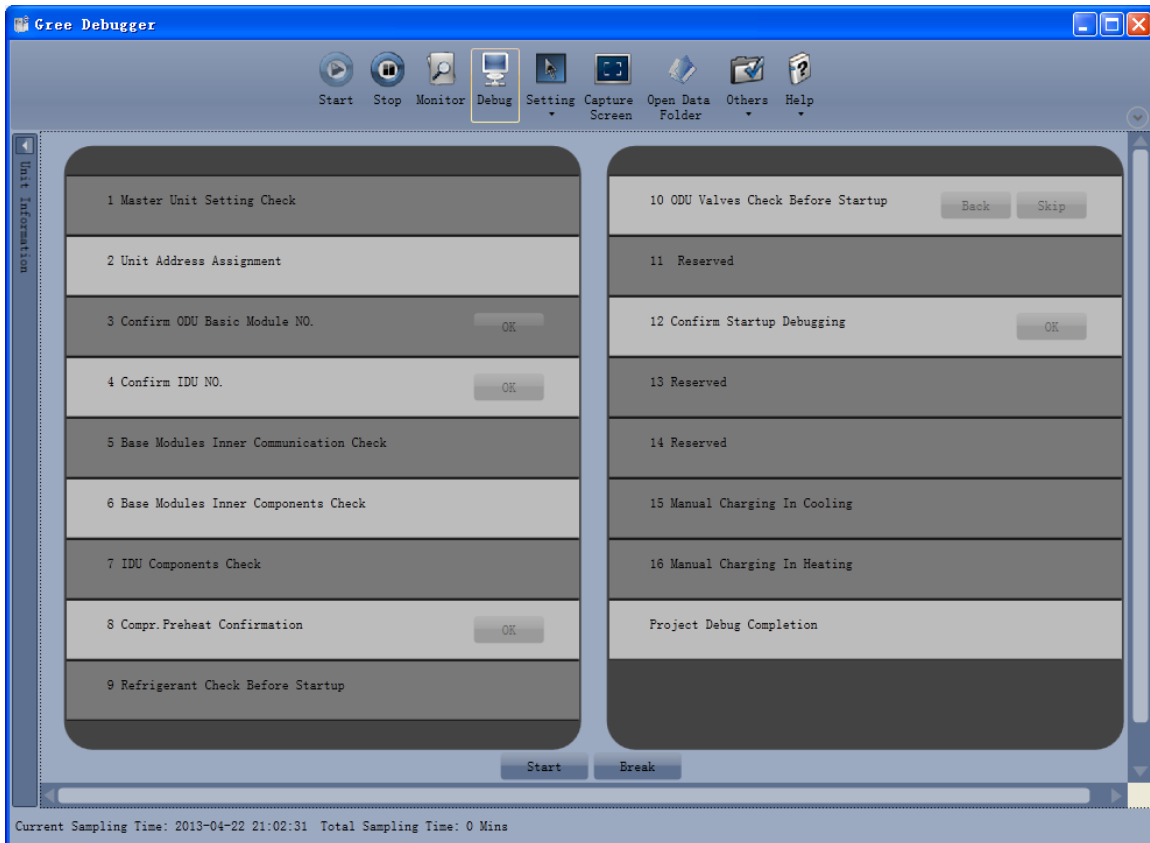 Gree Debugger
Start Stop Monitor Debug Setting Capture Screen Open Data Folder Others Help
Unit Information
1 Master Unit Setting Check
2 Unit Address Assignment
3 Confirm ODU Basic Module NO. OK
4 Confirm IDU NO. OK
5 Base Modules Inner Communication Check
6 Base Modules Inner Components Check
7 IDU Components Check
8 Compr.Preheat Confirmation OK
9 Refrigerant Check Before Startup
10 ODU Valves Check Before Startup Back Skip
11 Reserved
12 Confirm Startup Debugging OK
13 Reserved
14 Reserved
15 Manual Charging In Cooling
16 Manual Charging In Heating
Project Debug Completion
Start Break
Current Sampling Time: 2013-04-22 21:02:31 Total Sampling Time: 0 Mins